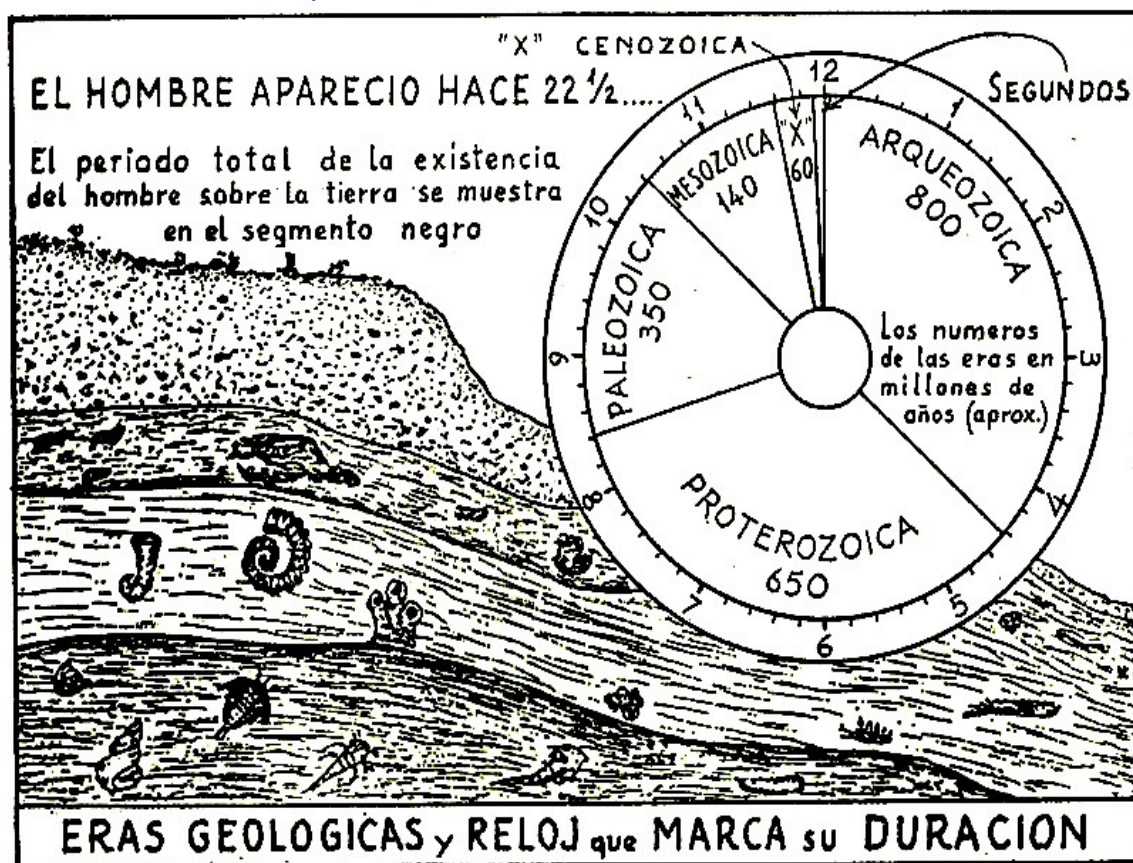 "X" CENOZOICA
EL HOMBRE APARECIO HACE 22 ½..... SEGUNDOS
El periodo total de la existencia
del hombre sobre la tierra se muestra
en el segmento negro
12
1
2
3
4
5
6
7
8
9
10
11
ARQUEOZOICA
800
PROTEROZOICA
650
PALEOZOICA
350
MESOZOICA
140
"X"
60
Los numeros
de las eras en
millones de
años (aprox.)
ERAS GEOLOGICAS y RELOJ que MARCA su DURACION